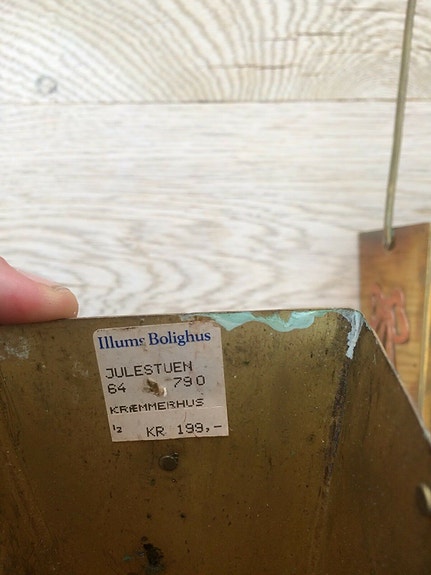 Illums Bolighus
JULESTUEN
64 790
KRÆMMERHUS
½ KR 199,-